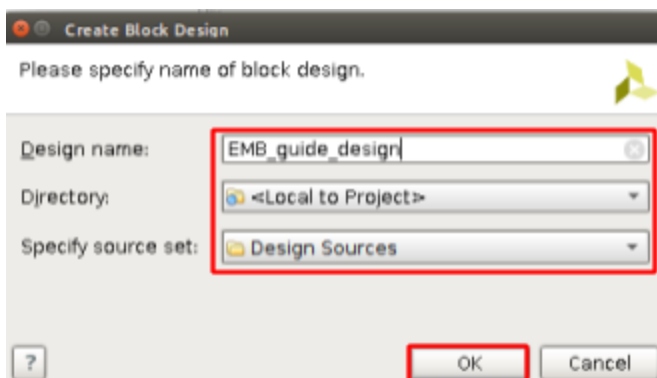 Create Block Design
Please specify name of block design.
Design name: EMB_guide_design
Directory: <Local to Project>
Specify source set: Design Sources
? OK Cancel